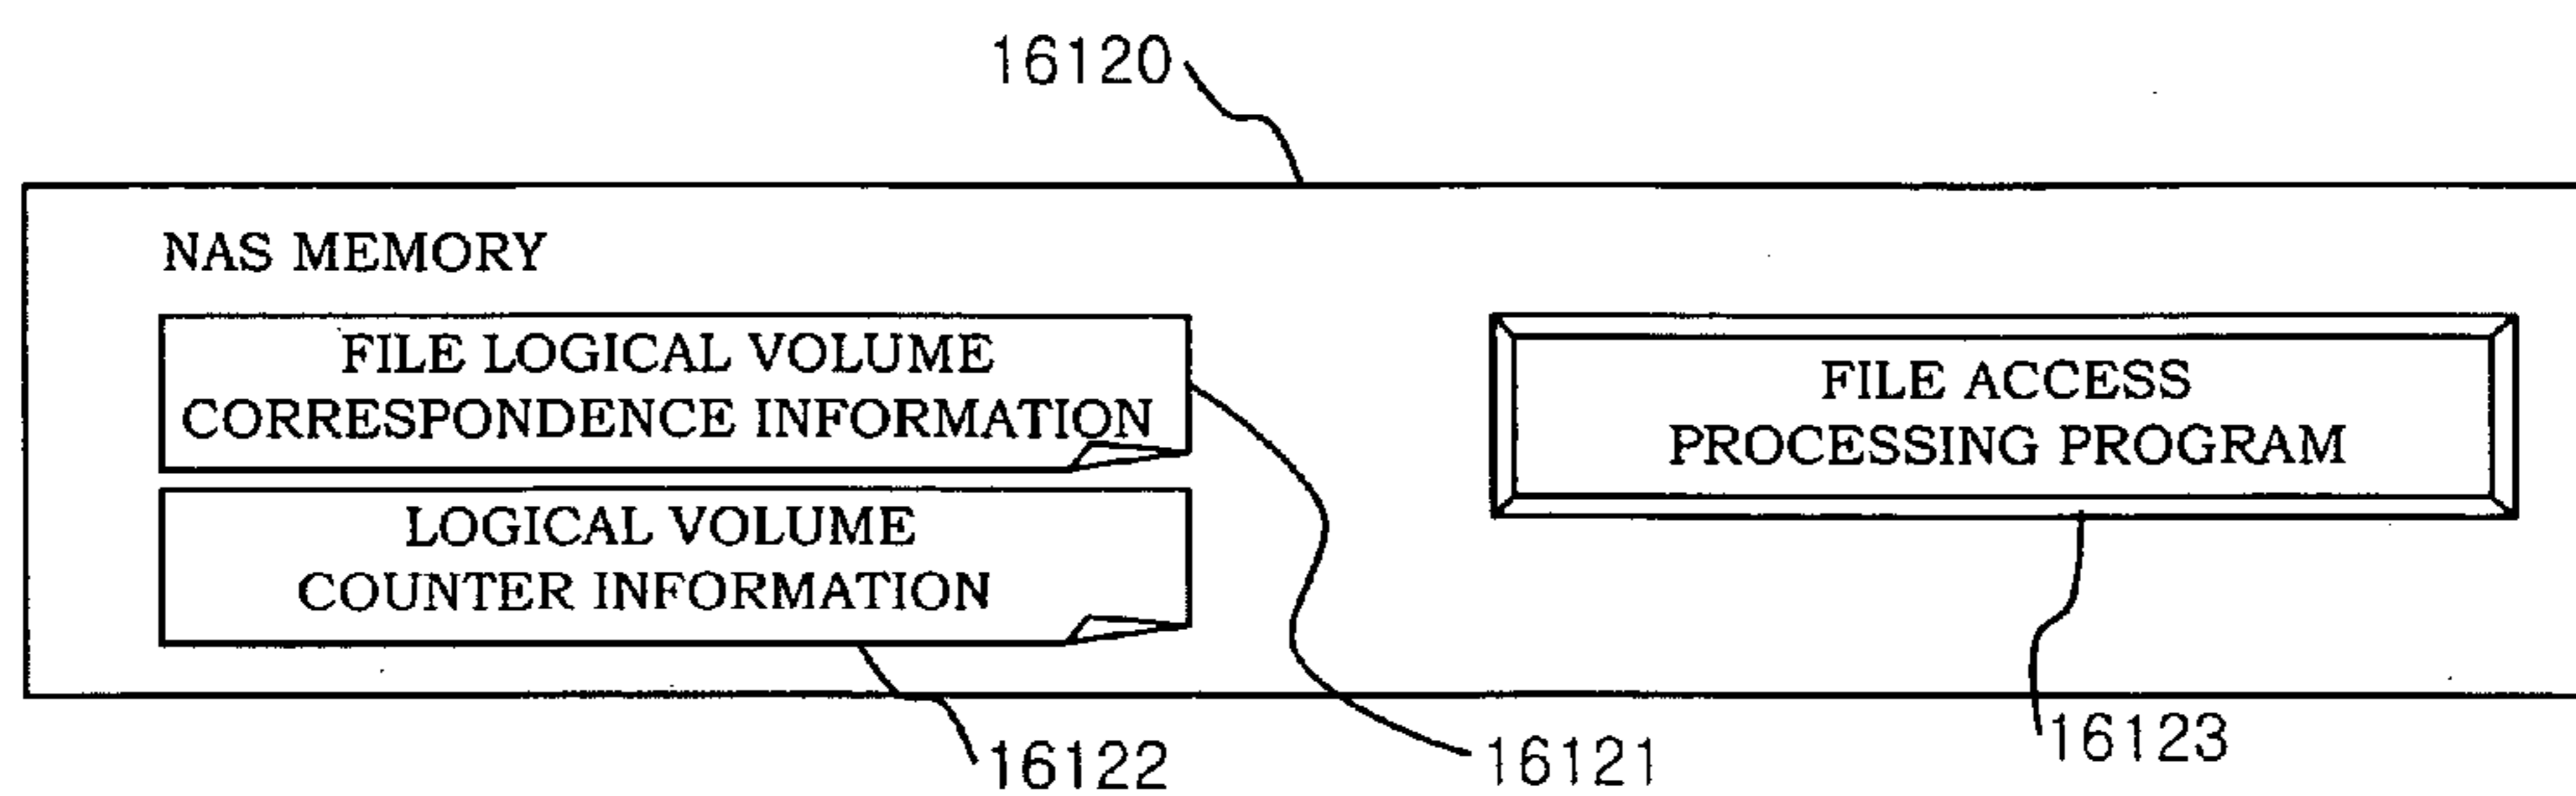 16120
NAS MEMORY
FILE LOGICAL VOLUME
CORRESPONDENCE INFORMATION
LOGICAL VOLUME
COUNTER INFORMATION
FILE ACCESS
PROCESSING PROGRAM
16122
16121
16123